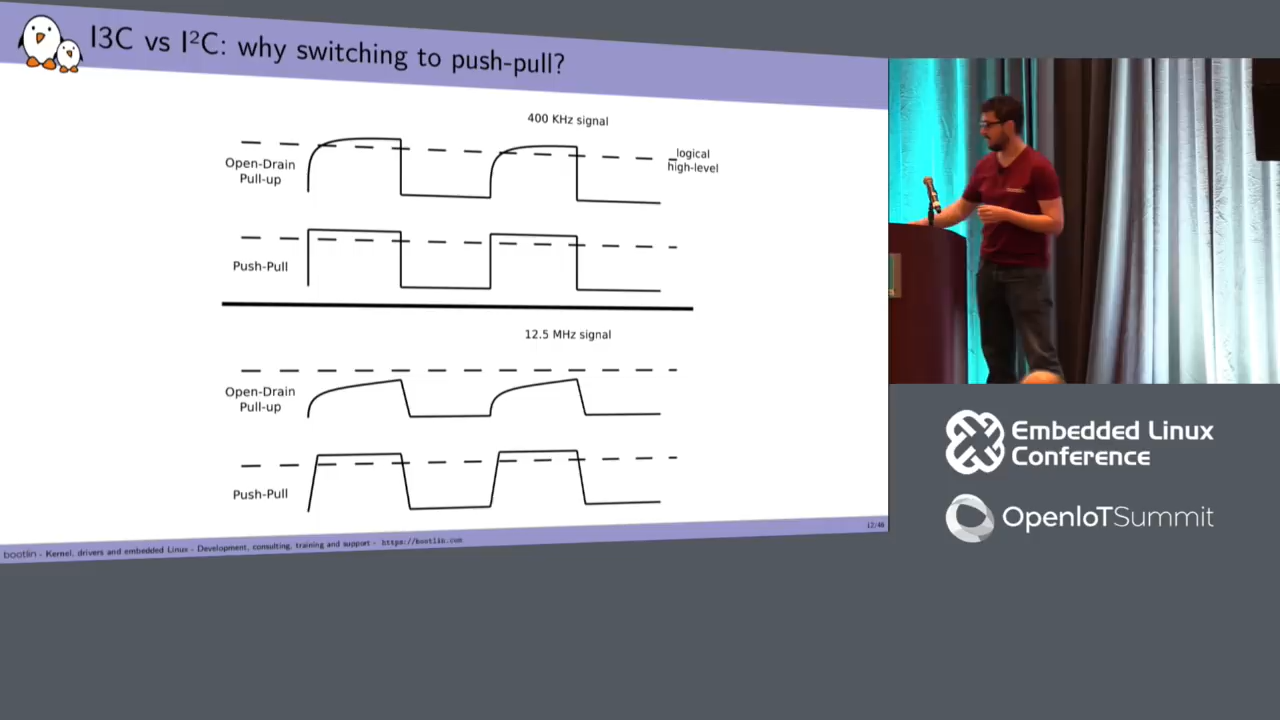 I3C vs I²C: why switching to push-pull?
400 KHz signal
Open-Drain
Pull-up
logical
high-level
Push-Pull
12.5 MHz signal
Open-Drain
Pull-up
Push-Pull
12/48
bootlin - Kernel, drivers and embedded Linux - Development, consulting, training and support - https://bootlin.com
Embedded Linux
Conference
OpenIoTSummit